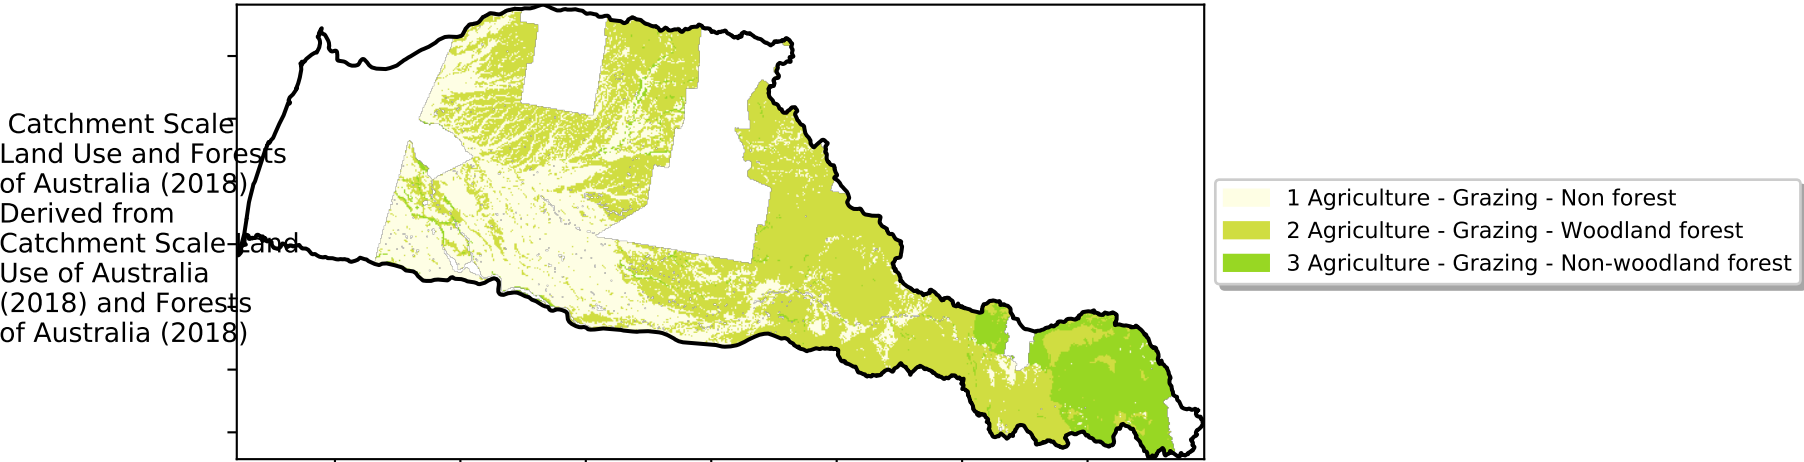 Catchment Scale
Land Use and Forests
of Australia (2018)
Derived from
Catchment Scale Land
Use of Australia
(2018) and Forests
of Australia (2018)
1 Agriculture - Grazing - Non forest
2 Agriculture - Grazing - Woodland forest
3 Agriculture - Grazing - Non-woodland forest